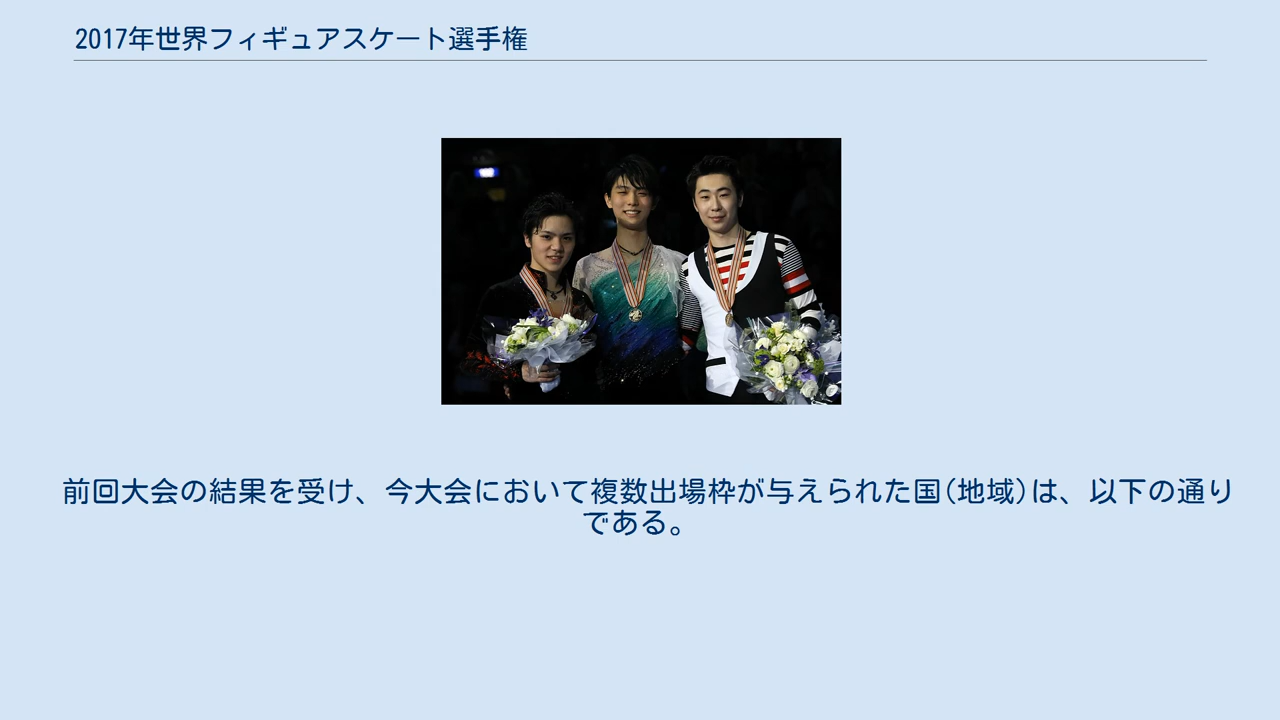 2017年世界フィギュアスケート選手権
前回大会の結果を受け、今大会において複数出場枠が与えられた国(地域)は、以下の通り
である。